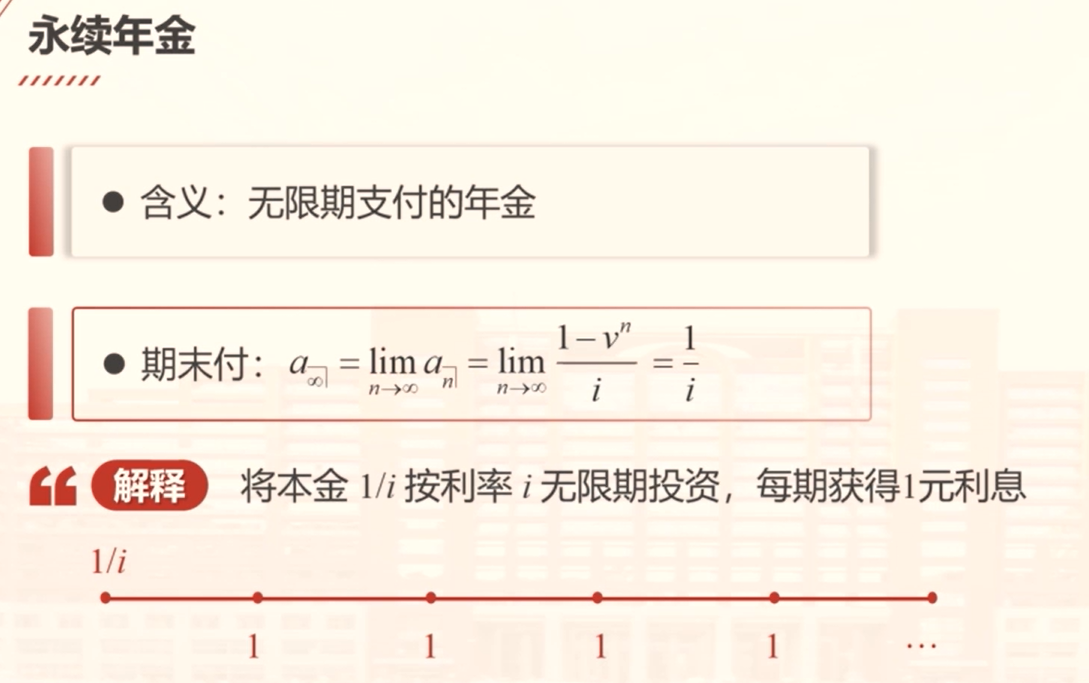 永续年金
● 含义：无限期支付的年金
● 期末付：$a_{\overline{\infty}|} = \lim_{n \to \infty} a_{\overline{n}|} = \lim_{n \to \infty} \frac{1-v^n}{i} = \frac{1}{i}$
解释 将本金 1/i 按利率 i 无限期投资，每期获得1元利息
1/i
1 1 1 1 ⋯